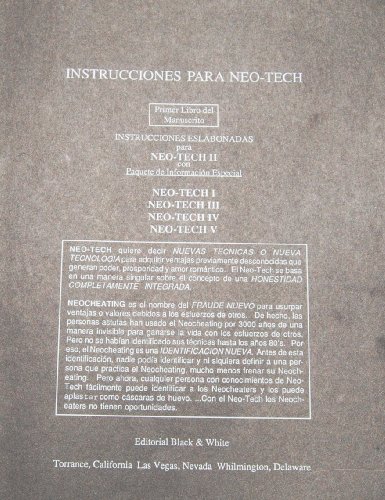 INSTRUCCIONES PARA NEO-TECH
Primer Libro del
Manuscrito
INSTRUCCIONES ESLABONADAS
para
NEO-TECH II
con
Paquete de Información Especial
NEO-TECH I
NEO-TECH III
NEO-TECH IV
NEO-TECH V
NEO-TECH quiere decir NUEVAS TECNICAS O NUEVA
TECNOLOGIA para adquirir ventajas previamente desconocidas que
generan poder, prosperidad y amor romántico. El Neo-Tech se basa
en una manera singular sobre el concepto de una HONESTIDAD
COMPLETAMENTE INTEGRADA.
NEOCHEATING es el nombre del FRAUDE NUEVO para usurpar
ventajas o valores debidos a los esfuerzos de otros. De hecho, las
personas astutas han usado el Neocheating por 3000 años de una
manera invisible para ganarse la vida con los esfuerzos de otros.
Pero no se habían identificado sus técnicas hasta los años 80's. Por
eso, el Neocheating es una IDENTIFICACION NUEVA. Antes de esta
identificación, nadie podía identificar y ni siquiera definir a una per-
sona que practica el Neocheating, mucho menos frenar su Neoch-
eating. Pero ahora, cualquier persona con conocimientos de Neo-
Tech fácilmente puede identificar a los Neocheaters y los puede
aplastar como cáscaras de huevo. ...Con el Neo-Tech los Neoch-
eaters no tienen oportunidades.
Editorial Black & White
Torrance, California Las Vegas, Nevada Whilmington, Delaware